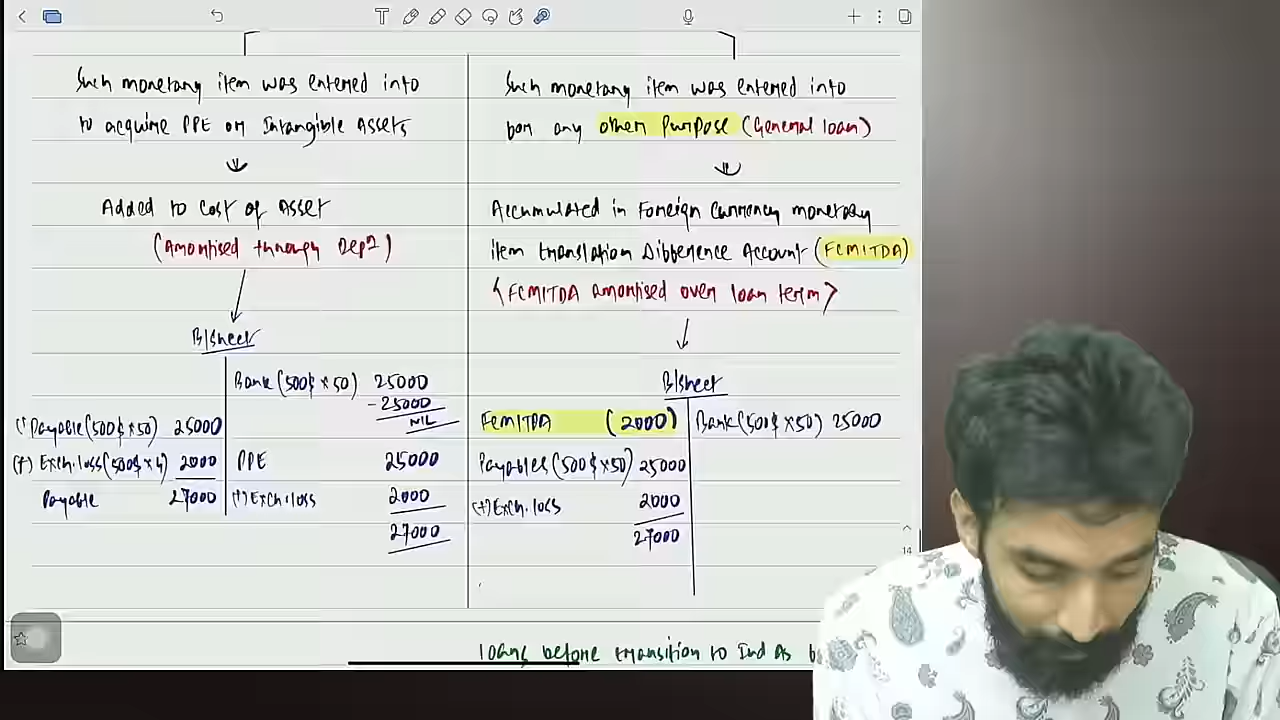 Such monetary item was entered into
to acquire PPE or Intangible Assets
Added to Cost of Asset
(Amortised through Depn)
B/sheet
Bank (500$ x 50) 25000
- 25000
NIL
Payable (500$ x 50) 25000
(+) Exch. loss (500$ x 4) 2000
PPE 25000
Payable 27000
(+) Exch. loss 2000
27000
Such monetary item was entered into
for any other Purpose (General loan)
Accumulated in Foreign Currency monetary
item translation Difference Account (FCMITDA)
{FCMITDA amortised over loan term}
B/sheet
FCMITDA (2000)
Bank (500$ x 50) 25000
Payables (500$ x 50) 25000
(+) Exch. loss 2000
27000
14
loans before transition to Ind As